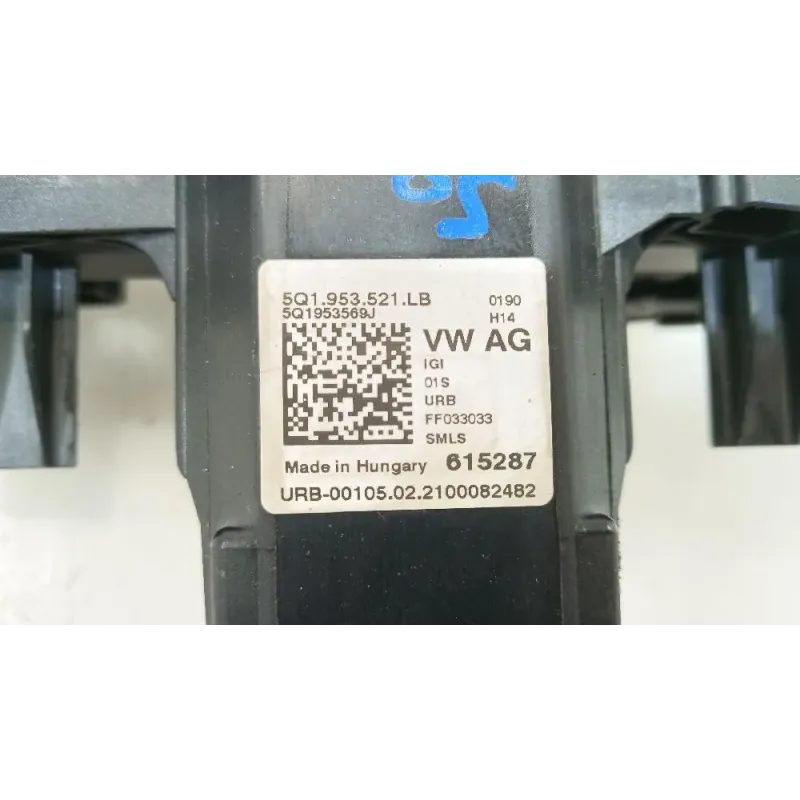 56
5Q1.953.521.LB 0190
5Q1953569J H14
VW AG
IGI
01S
URB
FF033033
SMLS
Made in Hungary 615287
URB-00105.02.2100082482